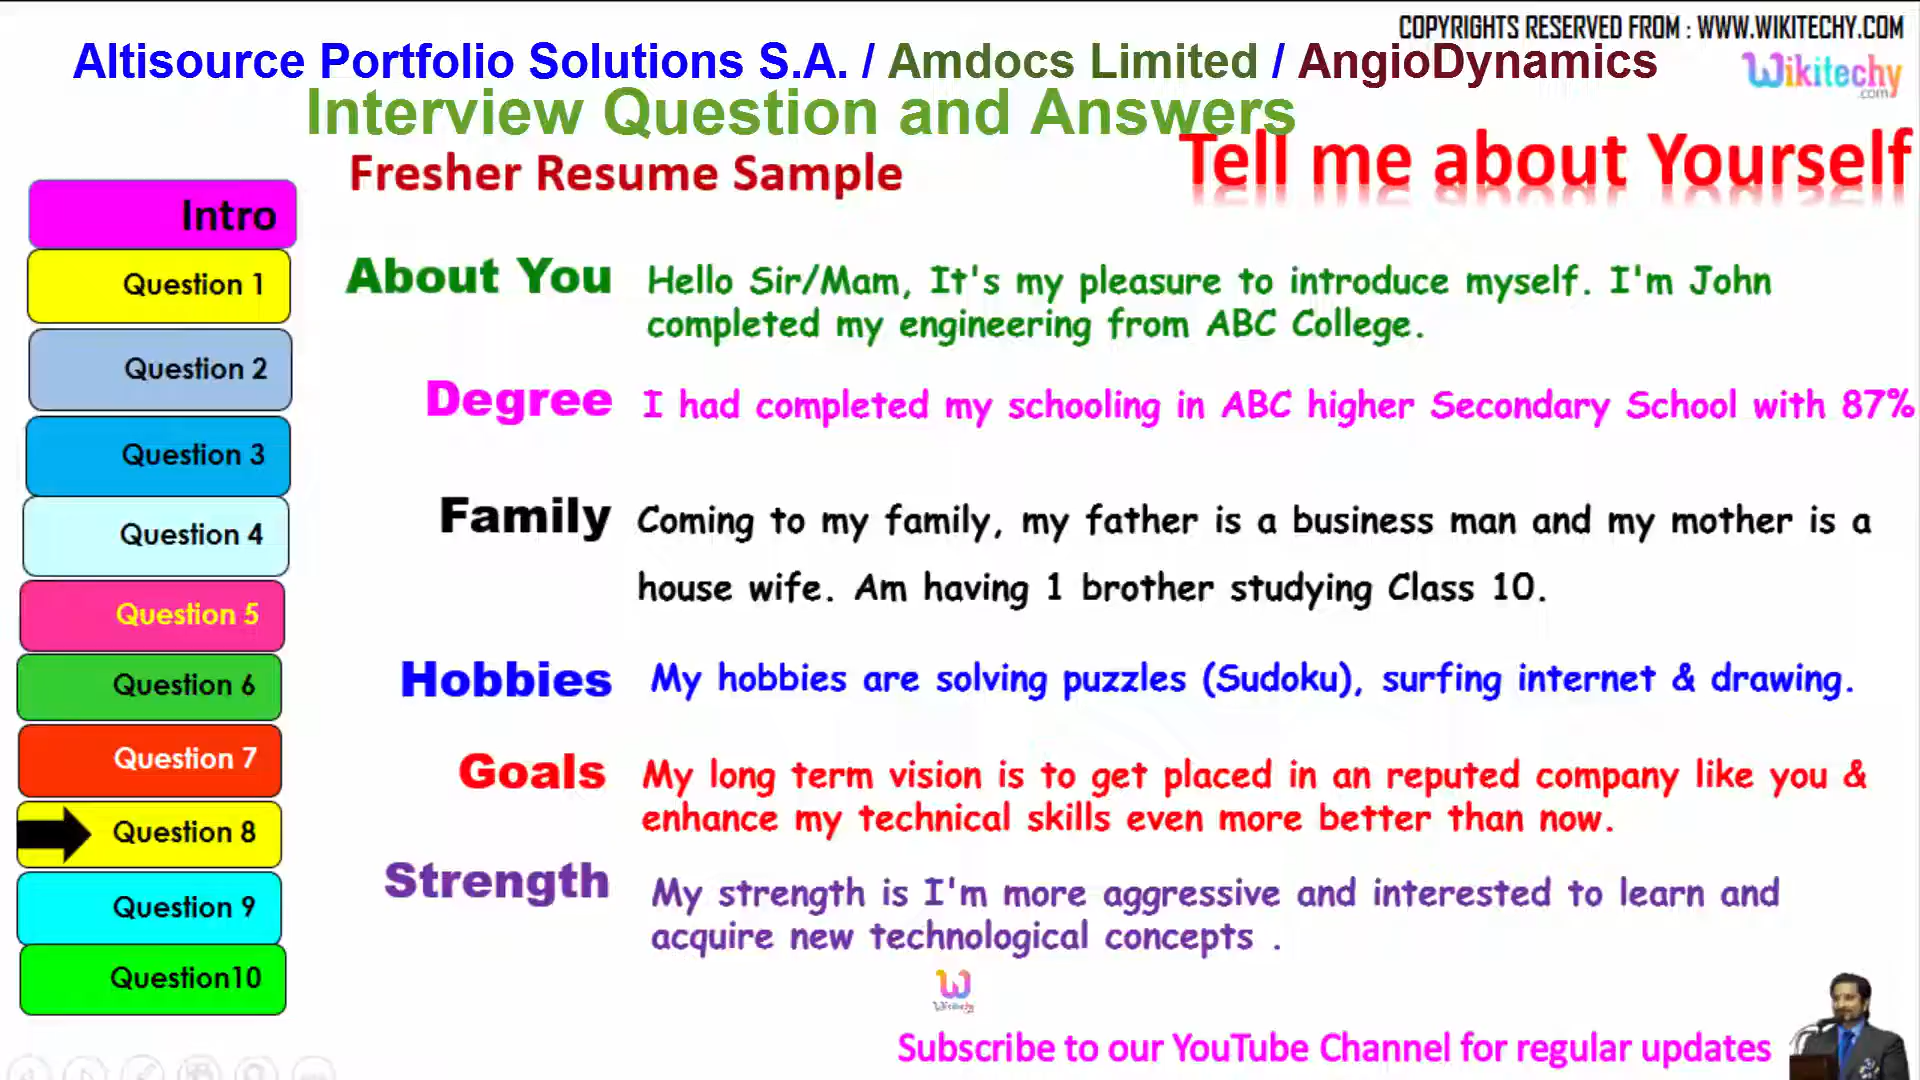 COPYRIGHTS RESERVED FROM : WWW.WIKITECHY.COM
Altisource Portfolio Solutions S.A. / Amdocs Limited / AngioDynamics
Wikitechy
.com
Interview Question and Answers
Tell me about Yourself
Fresher Resume Sample
Intro
Question 1
Question 2
Question 3
Question 4
Question 5
Question 6
Question 7
Question 8
Question 9
Question10
About You
Hello Sir/Mam, It's my pleasure to introduce myself. I'm John
completed my engineering from ABC College.
Degree
I had completed my schooling in ABC higher Secondary School with 87%
Family
Coming to my family, my father is a business man and my mother is a
house wife. Am having 1 brother studying Class 10.
Hobbies
My hobbies are solving puzzles (Sudoku), surfing internet & drawing.
Goals
My long term vision is to get placed in an reputed company like you &
enhance my technical skills even more better than now.
Strength
My strength is I'm more aggressive and interested to learn and
acquire new technological concepts .
W
Wikitechy
Subscribe to our YouTube Channel for regular updates